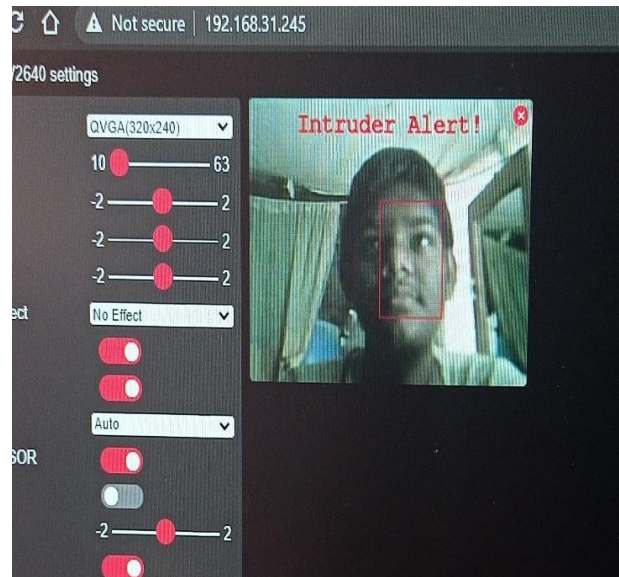 Not secure | 192.168.31.245
/2640 settings
QVGA(320x240)
Intruder Alert!
10 63
-2 2
-2 2
-2 2
ect No Effect
Auto
SOR
-2 2